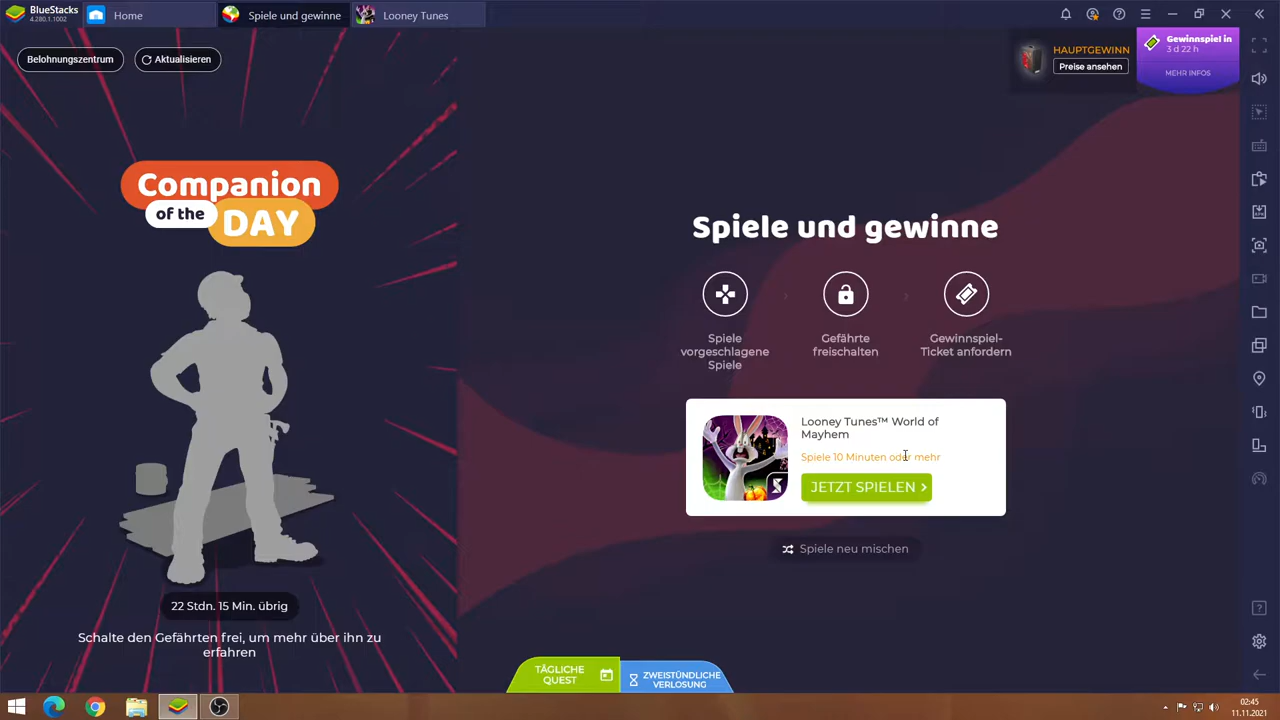 BlueStacks
4.280.1.1002
Home
Spiele und gewinne
Looney Tunes
Belohnungszentrum
Aktualisieren
HAUPTGEWINN
Preise ansehen
Gewinnspiel in
3 d 22 h
MEHR INFOS
Companion
of the
DAY
22 Stdn. 15 Min. übrig
Schalte den Gefährten frei, um mehr über ihn zu
erfahren
Spiele und gewinne
Spiele
vorgeschlagene
Spiele
Gefährte
freischalten
Gewinnspiel-
Ticket anfordern
Looney Tunes™ World of
Mayhem
Spiele 10 Minuten oder mehr
JETZT SPIELEN
Spiele neu mischen
TÄGLICHE
QUEST
ZWEISTÜNDLICHE
VERLOSUNG
02:45
11.11.2021